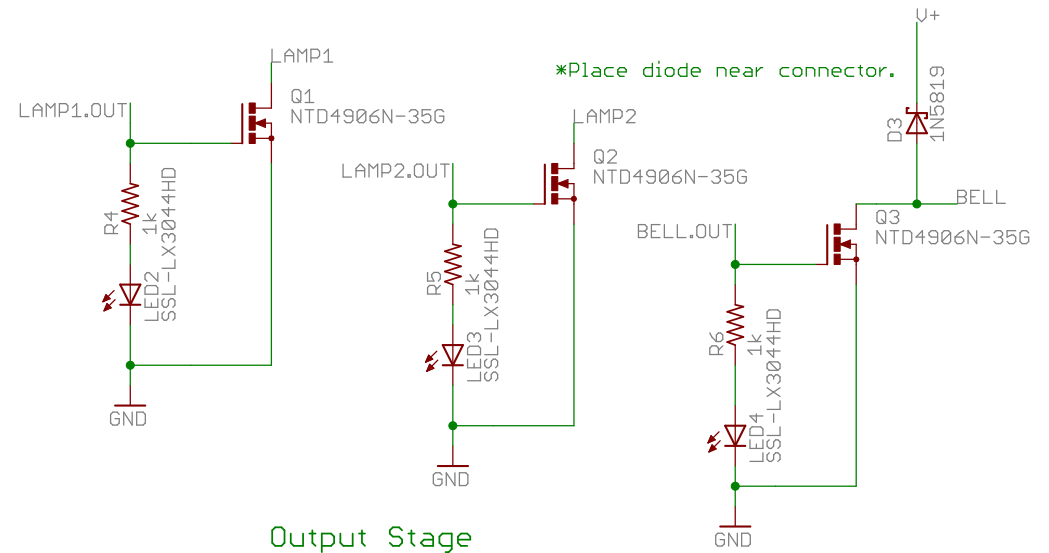 V+
LAMP1
*Place diode near connector.
D3
1N5819
Q1
NTD4906N-35G
LAMP1.OUT
LAMP2
Q2
NTD4906N-35G
LAMP2.OUT
BELL
Q3
NTD4906N-35G
BELL.OUT
R4
1k
LED2
SSL-LX3044HD
R5
1k
LED3
SSL-LX3044HD
R6
1k
LED4
SSL-LX3044HD
GND
GND
GND
Output Stage